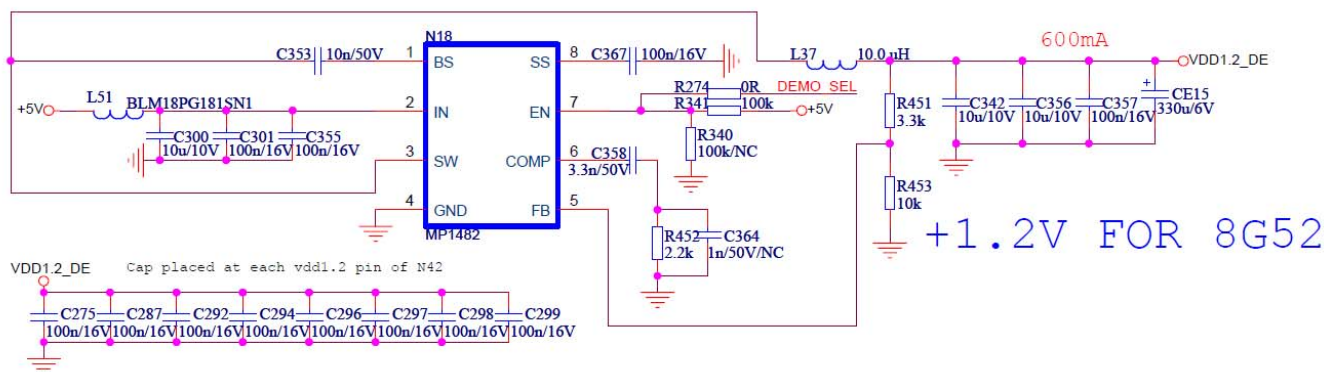 N18
MP1482
1 BS
2 IN
3 SW
4 GND
8 SS
7 EN
6 COMP
5 FB
C353 10n/50V
+5V
L51
BLM18PG181SN1
C300
10u/10V
C301
100n/16V
C355
100n/16V
C367 100n/16V
R274 0R DEMO_SEL
R341 100k
+5V
R340
100k/NC
C358
3.3n/50V
R452
2.2k
C364
1n/50V/NC
L37 10.0uH
600mA
VDD1.2_DE
R451
3.3k
R453
10k
C342
10u/10V
C356
10u/10V
C357
100n/16V
+
CE15
330u/6V
+1.2V FOR 8G52
VDD1.2_DE
Cap placed at each vdd1.2 pin of N42
C275
100n/16V
C287
100n/16V
C292
100n/16V
C294
100n/16V
C296
100n/16V
C297
100n/16V
C298
100n/16V
C299
100n/16V